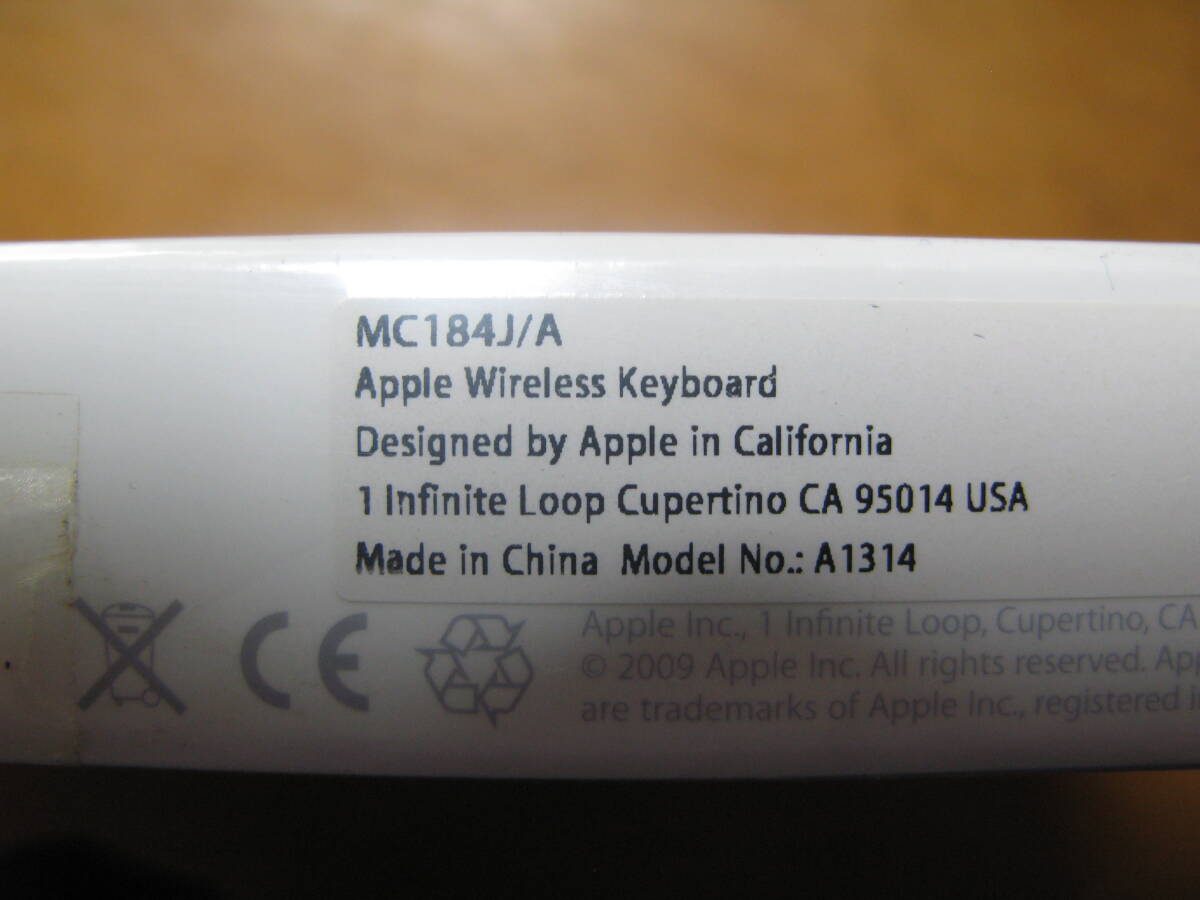 MC184J/A
Apple Wireless Keyboard
Designed by Apple in California
1 Infinite Loop Cupertino CA 95014 USA
Made in China Model No.: A1314
CE
Apple Inc., 1 Infinite Loop, Cupertino, CA
© 2009 Apple Inc. All rights reserved.
are trademarks of Apple Inc., registered